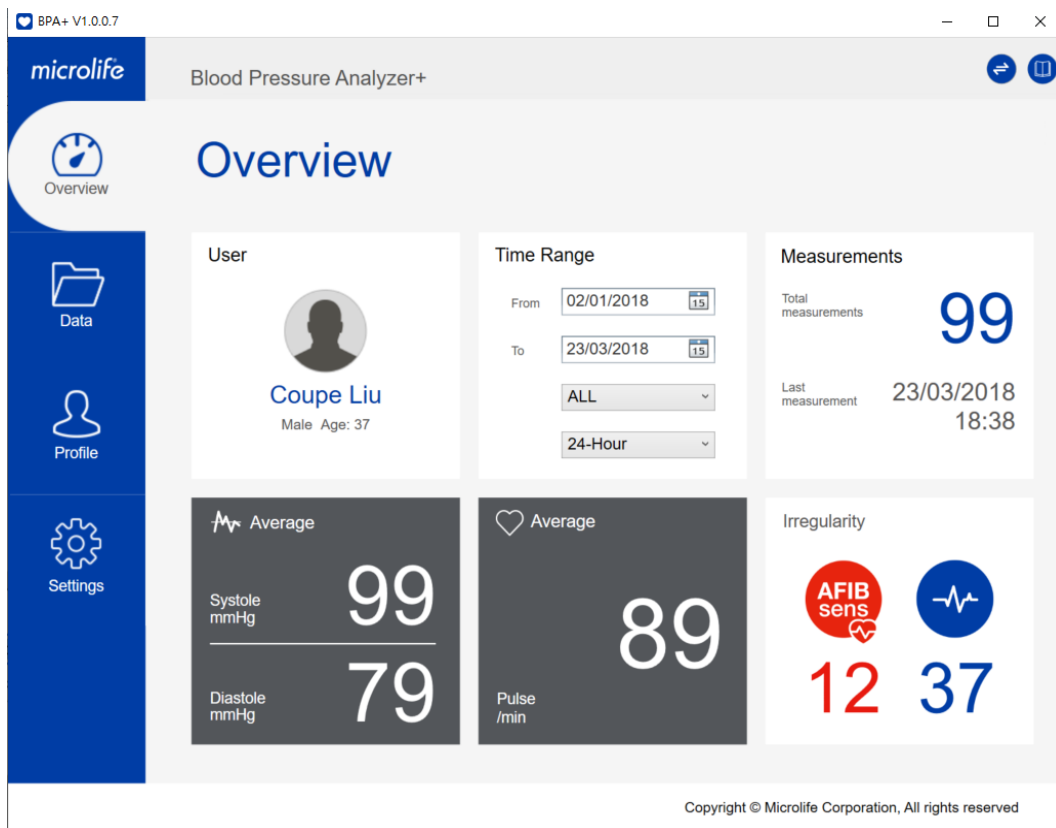 BPA+ V1.0.0.7
microlife
Blood Pressure Analyzer+
Overview
Data
Profile
Settings
Overview
User
Coupe Liu
Male Age: 37
Time Range
From 02/01/2018 15
To 23/03/2018 15
ALL
24-Hour
Measurements
Total
measurements
99
Last
measurement
23/03/2018
18:38
Average
Systole
mmHg
99
Diastole
mmHg
79
Average
89
Pulse
/min
Irregularity
AFIB
sens
12
37
Copyright © Microlife Corporation, All rights reserved